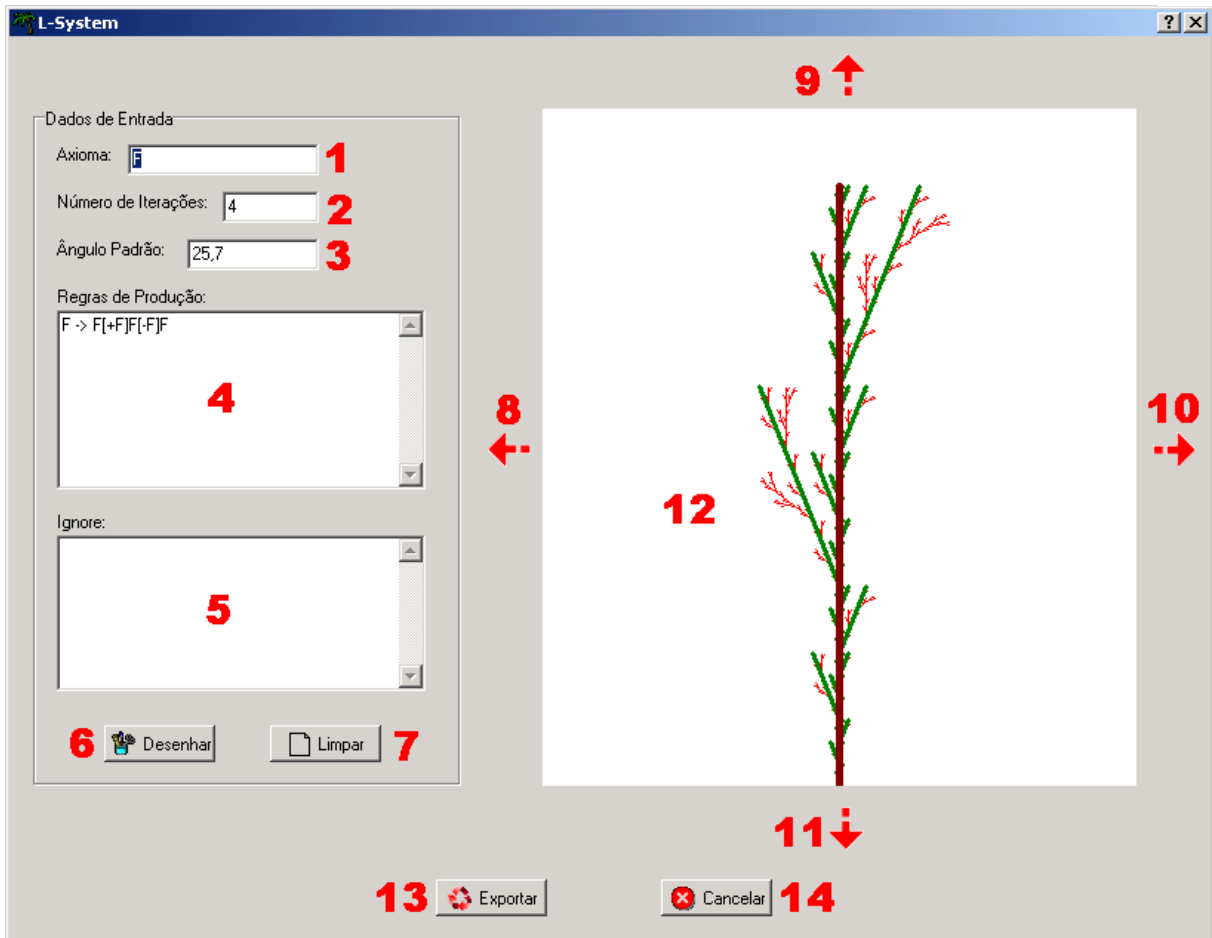 L-System
9
Dados de Entrada
Axioma: F 1
Número de Iterações: 4 2
Ângulo Padrão: 25,7 3
Regras de Produção:
F -> F[+F]F[-F]F
4
8
10
12
Ignore:
5
6 Desenhar Limpar 7
11
13 Exportar Cancelar 14